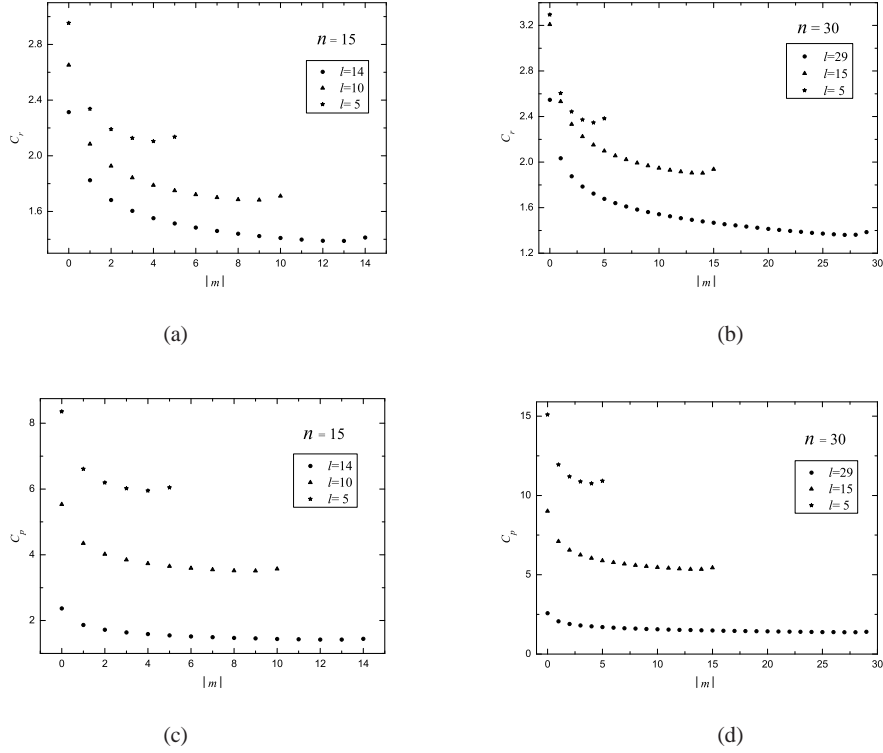 n = 15
l=14
l=10
l= 5
C_r
3.0
2.6
2.2
1.8
1.4
0 2 4 6 8 10 12 14
|m|
(a)
n = 30
l=29
l=15
l= 5
C_r
3.2
2.8
2.4
2.0
1.6
1.2
0 5 10 15 20 25 30
|m|
(b)
n = 15
l=14
l=10
l= 5
C_p
8
6
4
2
0 2 4 6 8 10 12 14
|m|
(c)
n = 30
l=29
l=15
l= 5
C_p
15
10
5
0
0 5 10 15 20 25 30
|m|
(d)